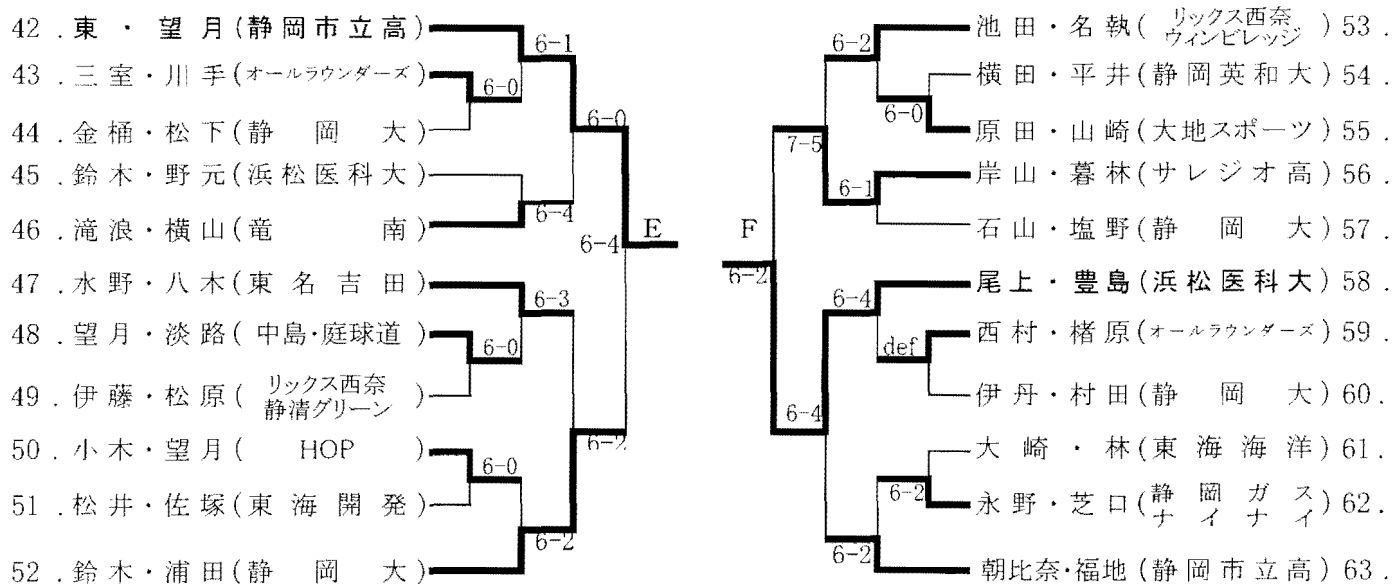 42．東・望月(静岡市立高)
43．三室・川手(オールラウンダーズ)
44．金桶・松下(静岡大)
45．鈴木・野元(浜松医科大)
46．滝浪・横山(竜南)
47．水野・八木(東名吉田)
48．望月・淡路(中島・庭球道)
49．伊藤・松原(リックス西奈
静清グリーン)
50．小木・望月(HOP)
51．松井・佐塚(東海開発)
52．鈴木・浦田(静岡大)
6-1
6-0
6-0
6-4
6-4
E
6-3
6-0
6-2
6-0
6-2
池田・名執(リックス西奈
ウィンビレッジ)53．
横田・平井(静岡英和大)54．
原田・山崎(大地スポーツ)55．
岸山・暮林(サレジオ高)56．
石山・塩野(静岡大)57．
尾上・豊島(浜松医科大)58．
西村・楮原(オールラウンダーズ)59．
伊丹・村田(静岡大)60．
大崎・林(東海海洋)61．
永野・芝口(静岡ガス
ナイナイ)62．
朝比奈・福地(静岡市立高)63．
6-2
6-0
7-5
6-1
F
6-2
6-4
def
6-4
6-2
6-2